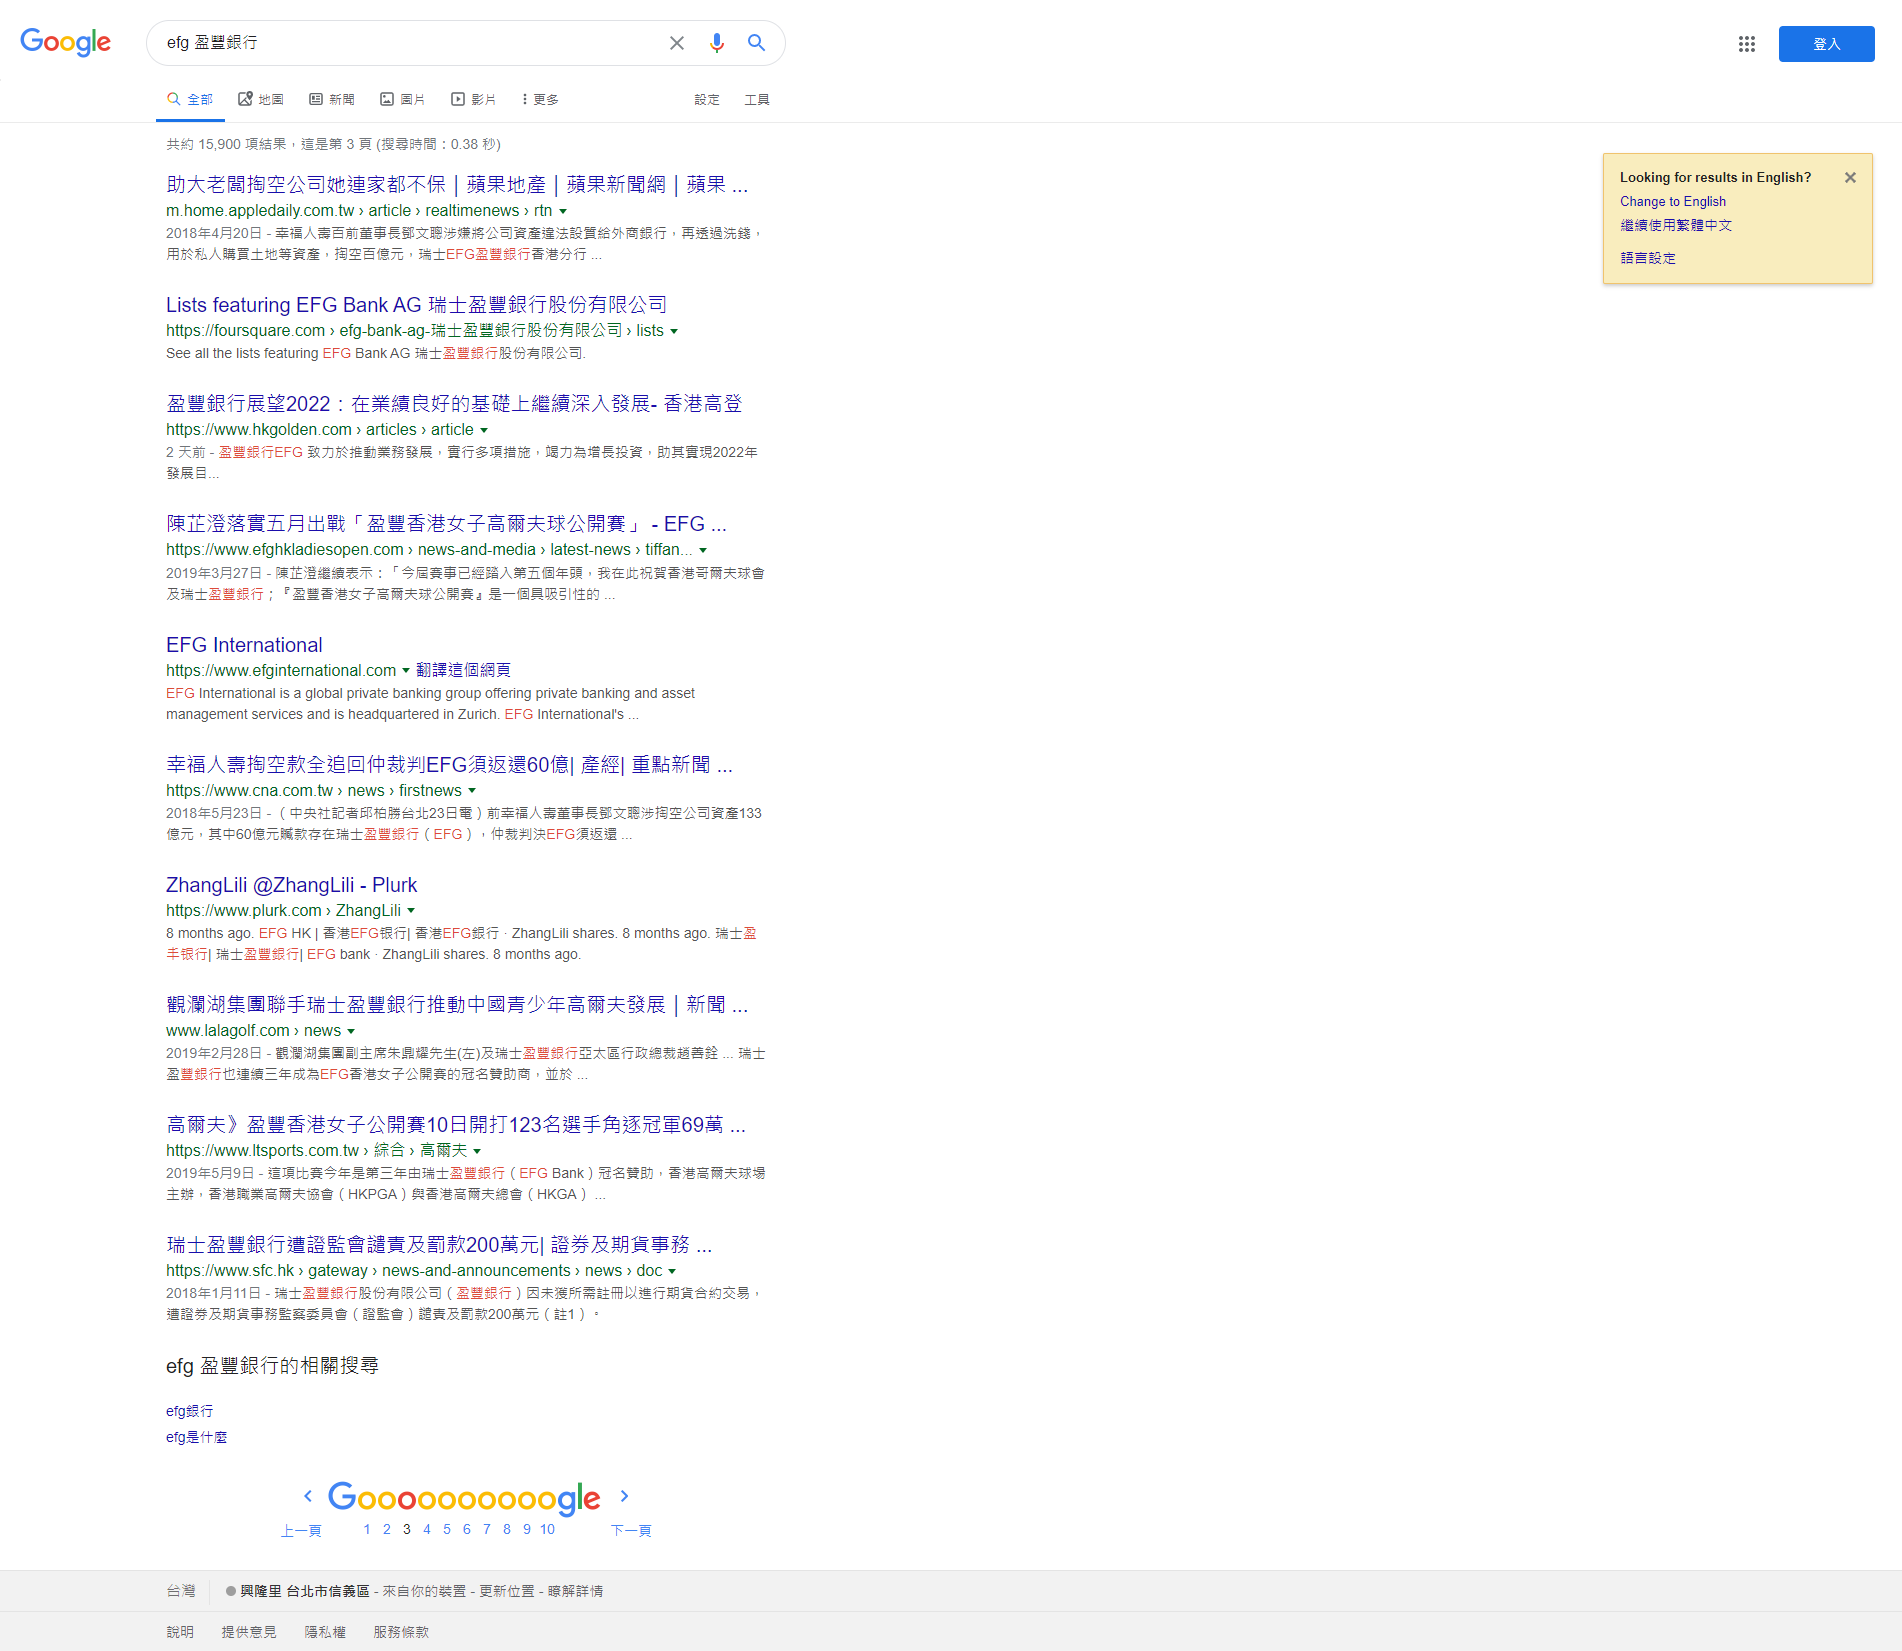 Google
efg 盈豐銀行
登入
全部 地圖 新聞 圖片 影片 更多 設定 工具
共約 15,900 項結果，這是第 3 頁 (搜尋時間：0.38 秒)
Looking for results in English?
Change to English
繼續使用繁體中文
語言設定
助大老闆掏空公司她連家都不保｜蘋果地產｜蘋果新聞網｜蘋果 ...
m.home.appledaily.com.tw › article › realtimenews › rtn
2018年4月20日 - 幸福人壽百前董事長鄧文聰涉嫌將公司資產違法設質給外商銀行，再透過洗錢，
用於私人購買土地等資產，掏空百億元，瑞士EFG盈豐銀行香港分行 ...
Lists featuring EFG Bank AG 瑞士盈豐銀行股份有限公司
https://foursquare.com › efg-bank-ag-瑞士盈豐銀行股份有限公司 › lists
See all the lists featuring EFG Bank AG 瑞士盈豐銀行股份有限公司.
盈豐銀行展望2022：在業績良好的基礎上繼續深入發展- 香港高登
https://www.hkgolden.com › articles › article
2 天前 - 盈豐銀行EFG 致力於推動業務發展，實行多項措施，竭力為增長投資，助其實現2022年
發展目...
陳芷澄落實五月出戰「盈豐香港女子高爾夫球公開賽」 - EFG ...
https://www.efghkladiesopen.com › news-and-media › latest-news › tiffan...
2019年3月27日 - 陳芷澄繼續表示：「今屆賽事已經踏入第五個年頭，我在此祝賀香港哥爾夫球會
及瑞士盈豐銀行；『盈豐香港女子高爾夫球公開賽』是一個具吸引性的 ...
EFG International
https://www.efginternational.com 翻譯這個網頁
EFG International is a global private banking group offering private banking and asset
management services and is headquartered in Zurich. EFG International's ...
幸福人壽掏空款全追回仲裁判EFG須返還60億| 產經| 重點新聞 ...
https://www.cna.com.tw › news › firstnews
2018年5月23日 - （中央社記者邱柏勝台北23日電）前幸福人壽董事長鄧文聰涉掏空公司資產133
億元，其中60億元贓款存在瑞士盈豐銀行（EFG），仲裁判決EFG須返還 ...
ZhangLili @ZhangLili - Plurk
https://www.plurk.com › ZhangLili
8 months ago. EFG HK | 香港EFG银行| 香港EFG銀行 · ZhangLili shares. 8 months ago. 瑞士盈
手银行| 瑞士盈豐銀行| EFG bank · ZhangLili shares. 8 months ago.
觀瀾湖集團聯手瑞士盈豐銀行推動中國青少年高爾夫發展｜新聞 ...
www.lalagolf.com › news
2019年2月28日 - 觀瀾湖集團副主席朱鼎耀先生(左)及瑞士盈豐銀行亞太區行政總裁趙善銓 ... 瑞士
盈豐銀行也連續三年成為EFG香港女子公開賽的冠名贊助商，並於 ...
高爾夫》盈豐香港女子公開賽10日開打123名選手角逐冠軍69萬 ...
https://www.ltsports.com.tw › 綜合 › 高爾夫
2019年5月9日 - 這項比賽今年是第三年由瑞士盈豐銀行（EFG Bank）冠名贊助，香港高爾夫球場
主辦，香港職業高爾夫協會（HKPGA）與香港高爾夫總會（HKGA） ...
瑞士盈豐銀行遭證監會譴責及罰款200萬元| 證券及期貨事務 ...
https://www.sfc.hk › gateway › news-and-announcements › news › doc
2018年1月11日 - 瑞士盈豐銀行股份有限公司（盈豐銀行）因未獲所需註冊以進行期貨合約交易，
遭證券及期貨事務監察委員會（證監會）譴責及罰款200萬元（註1）。
efg 盈豐銀行的相關搜尋
efg銀行
efg是什麼
Goooooooooogle
上一頁 1 2 3 4 5 6 7 8 9 10 下一頁
台灣 興隆里 台北市信義區 - 來自你的裝置 - 更新位置 - 瞭解詳情
說明 提供意見 隱私權 服務條款